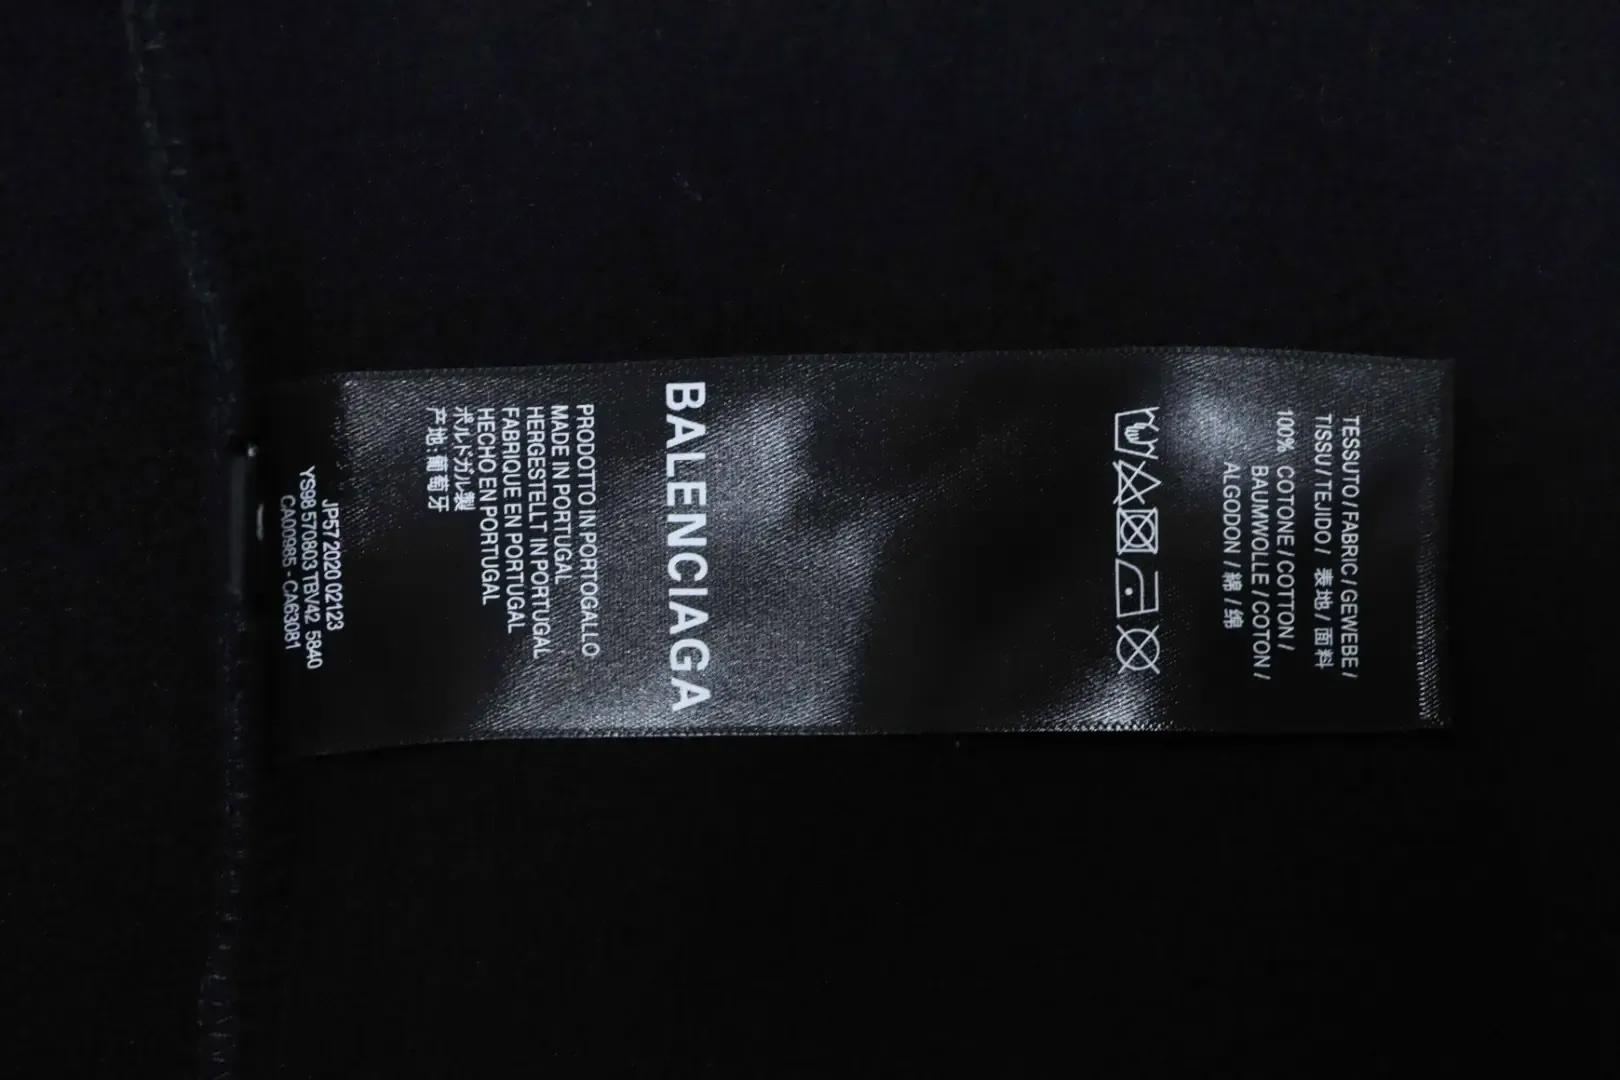 TESSUTO / FABRIC / GEWEBE /
TISSU / TEJIDO / 表地 / 面料
100% COTONE / COTTON /
BAUMWOLLE / COTON /
ALGODON / 綿 / 绵
BALENCIAGA
PRODOTTO IN PORTOGALLO
MADE IN PORTUGAL
HERGESTELLT IN PORTUGAL
FABRIQUE EN PORTUGAL
HECHO EN PORTUGAL
ポルトガル製
产地:葡萄牙
JP57 2020 02123
YS98 570803 TBV42 5840
CA00985 - CA63081